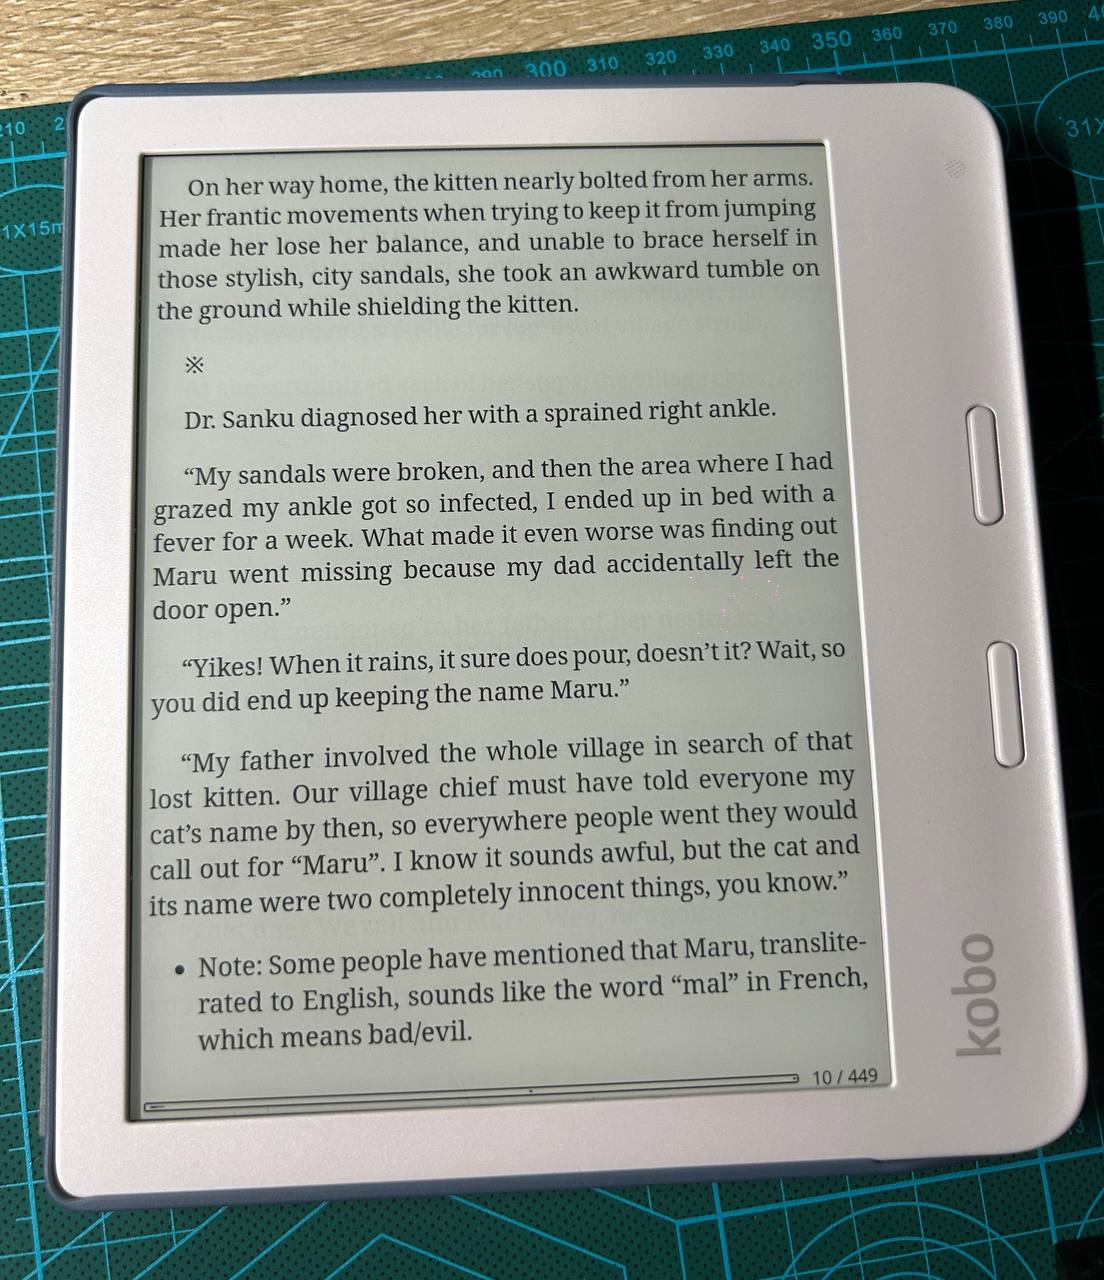 210
2
290
300
310
320
330
340
350
360
370
380
390
1X15m
31X
On her way home, the kitten nearly bolted from her arms.
Her frantic movements when trying to keep it from jumping
made her lose her balance, and unable to brace herself in
those stylish, city sandals, she took an awkward tumble on
the ground while shielding the kitten.
※
Dr. Sanku diagnosed her with a sprained right ankle.
“My sandals were broken, and then the area where I had
grazed my ankle got so infected, I ended up in bed with a
fever for a week. What made it even worse was finding out
Maru went missing because my dad accidentally left the
door open.”
“Yikes! When it rains, it sure does pour, doesn’t it? Wait, so
you did end up keeping the name Maru.”
“My father involved the whole village in search of that
lost kitten. Our village chief must have told everyone my
cat’s name by then, so everywhere people went they would
call out for “Maru”. I know it sounds awful, but the cat and
its name were two completely innocent things, you know.”
• Note: Some people have mentioned that Maru, translite-
rated to English, sounds like the word “mal” in French,
which means bad/evil.
10 / 449
kobo